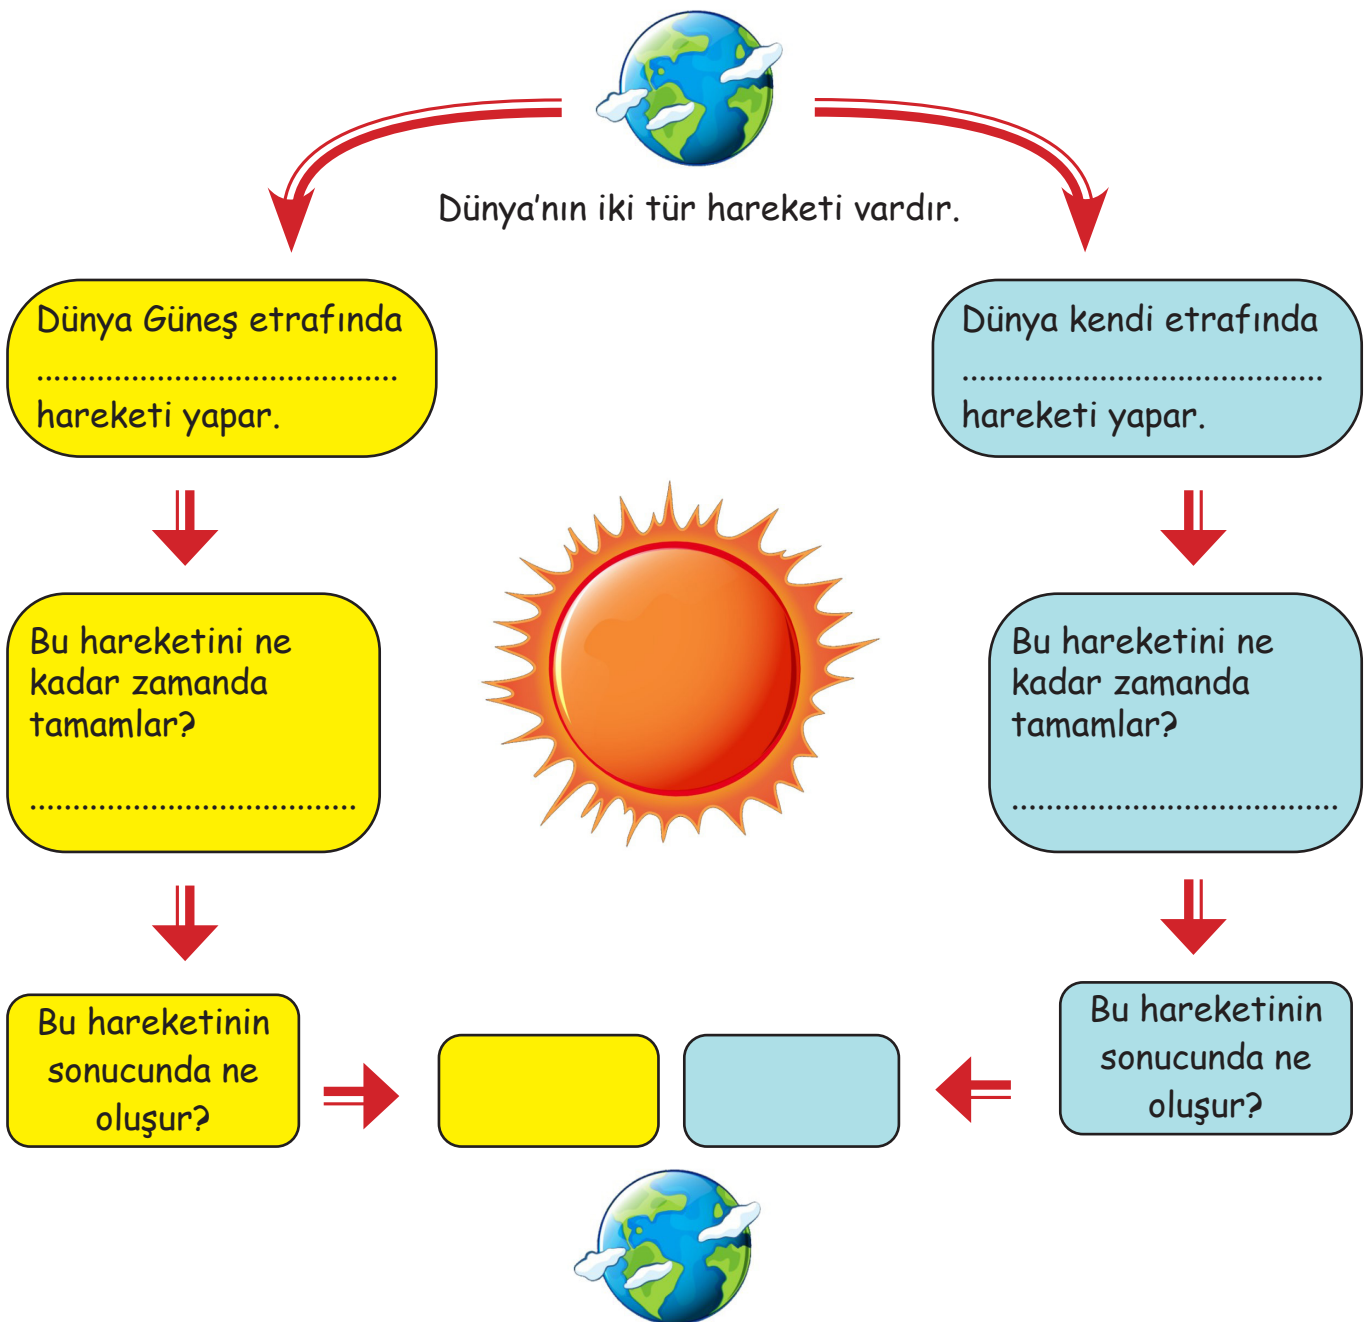 Dünya'nın iki tür hareketi vardır.
Dünya Güneş etrafında
..........................................
hareketi yapar.
Bu hareketini ne
kadar zamanda
tamamlar?
......................................
Bu hareketinin
sonucunda ne
oluşur?
Dünya kendi etrafında
..........................................
hareketi yapar.
Bu hareketini ne
kadar zamanda
tamamlar?
......................................
Bu hareketinin
sonucunda ne
oluşur?